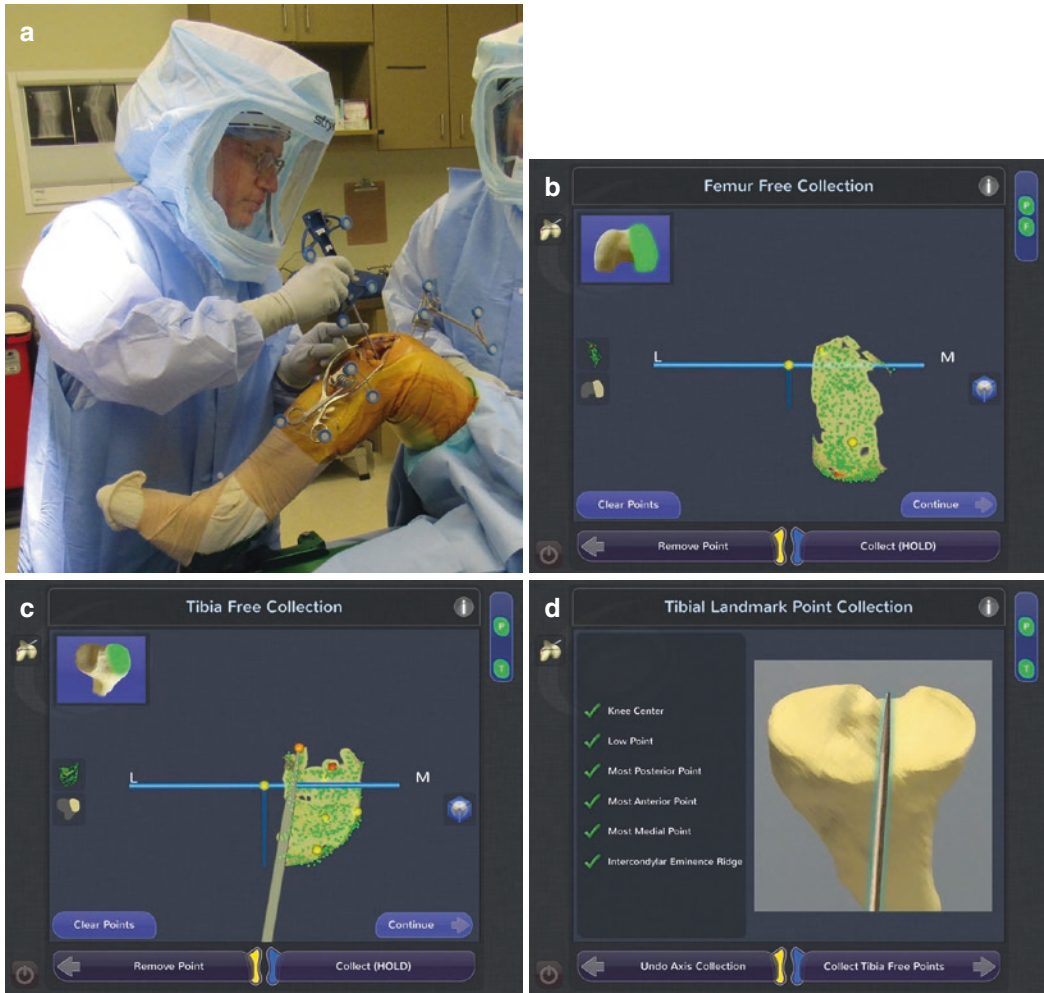 a
stryk
b
Femur Free Collection
i
P
F
L
M
Clear Points
Continue
Remove Point
Collect (HOLD)
c
Tibia Free Collection
i
P
T
L
M
Clear Points
Continue
Remove Point
Collect (HOLD)
d
Tibial Landmark Point Collection
i
P
T
Knee Center
Low Point
Most Posterior Point
Most Anterior Point
Most Medial Point
Intercondylar Eminence Ridge
Undo Axis Collection
Collect Tibia Free Points